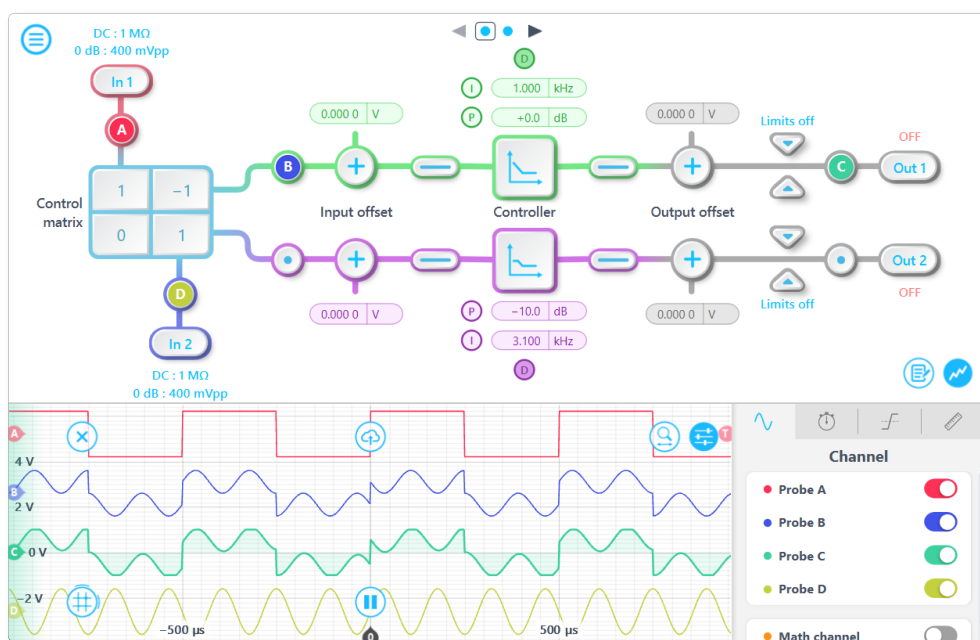 DC : 1 MΩ
0 dB : 400 mVpp
In 1
A
D
I 1.000 kHz
P +0.0 dB
0.000 0 V
0.000 0 V
Limits off
OFF
1 −1
B
C
Out 1
Control
matrix
Input offset
Controller
Output offset
0 1
Out 2
D
0.000 0 V
P −10.0 dB
0.000 0 V
Limits off
OFF
In 2
I 3.100 kHz
D
DC : 1 MΩ
0 dB : 400 mVpp
A
T
4 V
B
2 V
C
0 V
−2 V
D
−500 µs
0
500 µs
Channel
Probe A
Probe B
Probe C
Probe D
Math channel